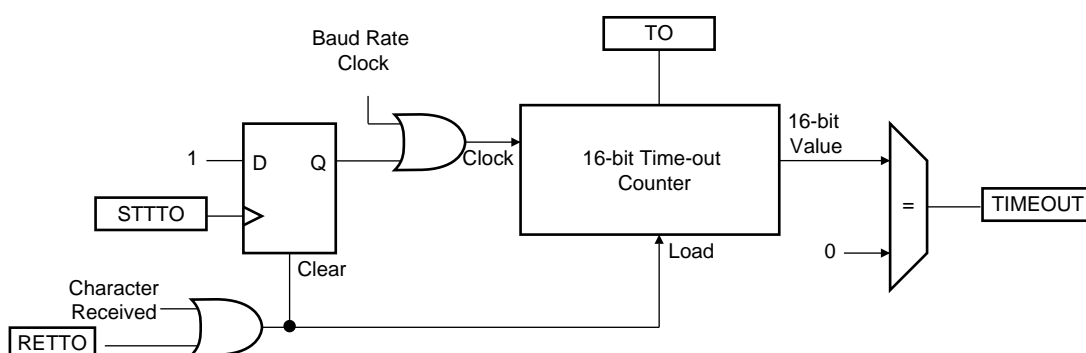 TO
Baud Rate
Clock
16-bit
Value
1
D
Q
Clock
16-bit Time-out
Counter
STTTO
=
TIMEOUT
0
Clear
Load
Character
Received
RETTO